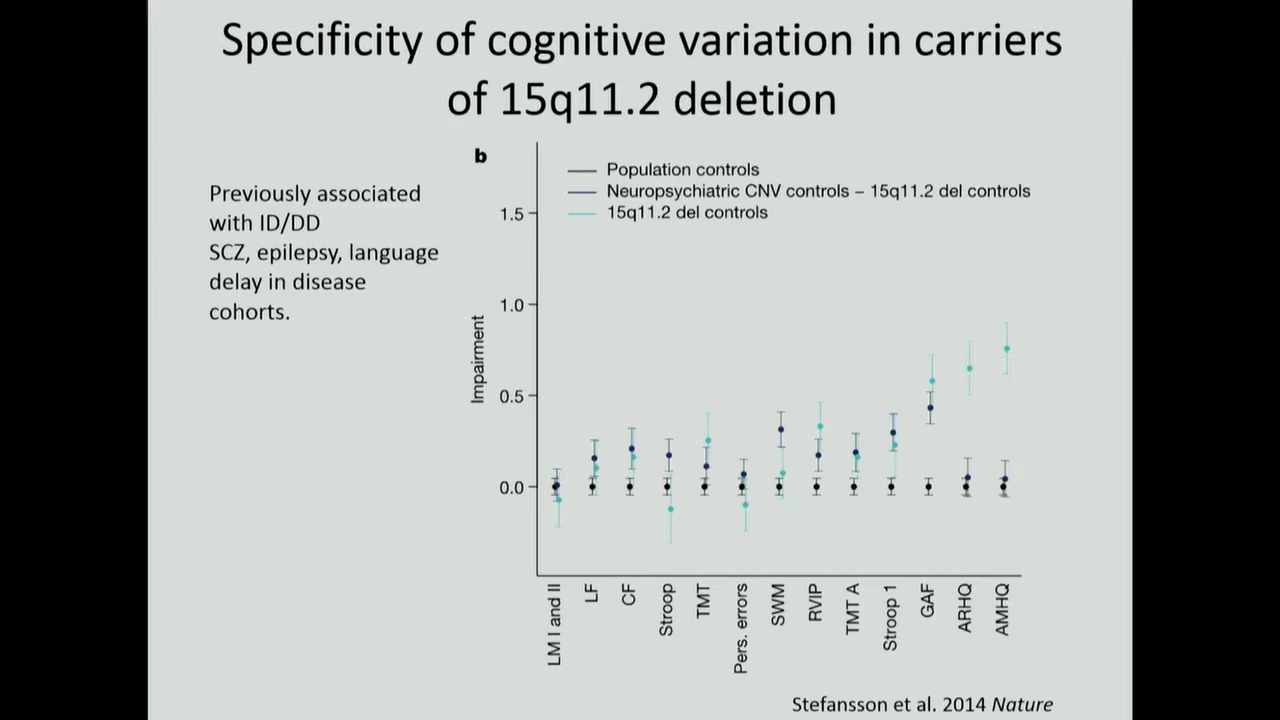 Specificity of cognitive variation in carriers
of 15q11.2 deletion
Previously associated
with ID/DD
SCZ, epilepsy, language
delay in disease
cohorts.
b
Population controls
Neuropsychiatric CNV controls – 15q11.2 del controls
15q11.2 del controls
1.5
1.0
0.5
0.0
Impairment
LM I and II
LF
CF
Stroop
TMT
Pers. errors
SWM
RVIP
TMT A
Stroop 1
GAF
ARHQ
AMHQ
Stefansson et al. 2014 Nature